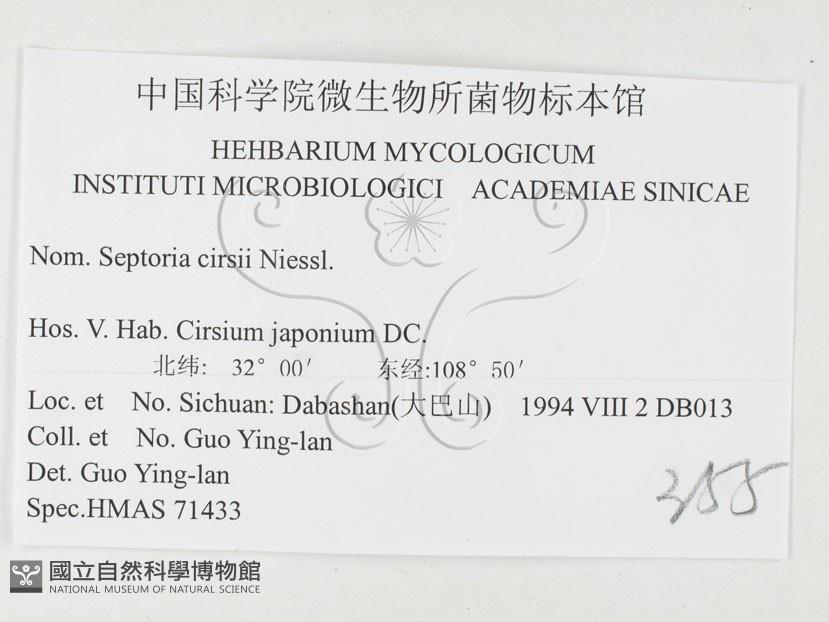 中国科学院微生物所菌物标本馆
HEHBARIUM MYCOLOGICUM
INSTITUTI MICROBIOLOGICI ACADEMIAE SINICAE
Nom. Septoria cirsii Niessl.
Hos. V. Hab. Cirsium japonium DC.
北纬: 32° 00′ 东经:108° 50′
Loc. et No. Sichuan: Dabashan(大巴山) 1994 VIII 2 DB013
Coll. et No. Guo Ying-lan
Det. Guo Ying-lan
Spec.HMAS 71433
355
國立自然科學博物館
NATIONAL MUSEUM OF NATURAL SCIENCE